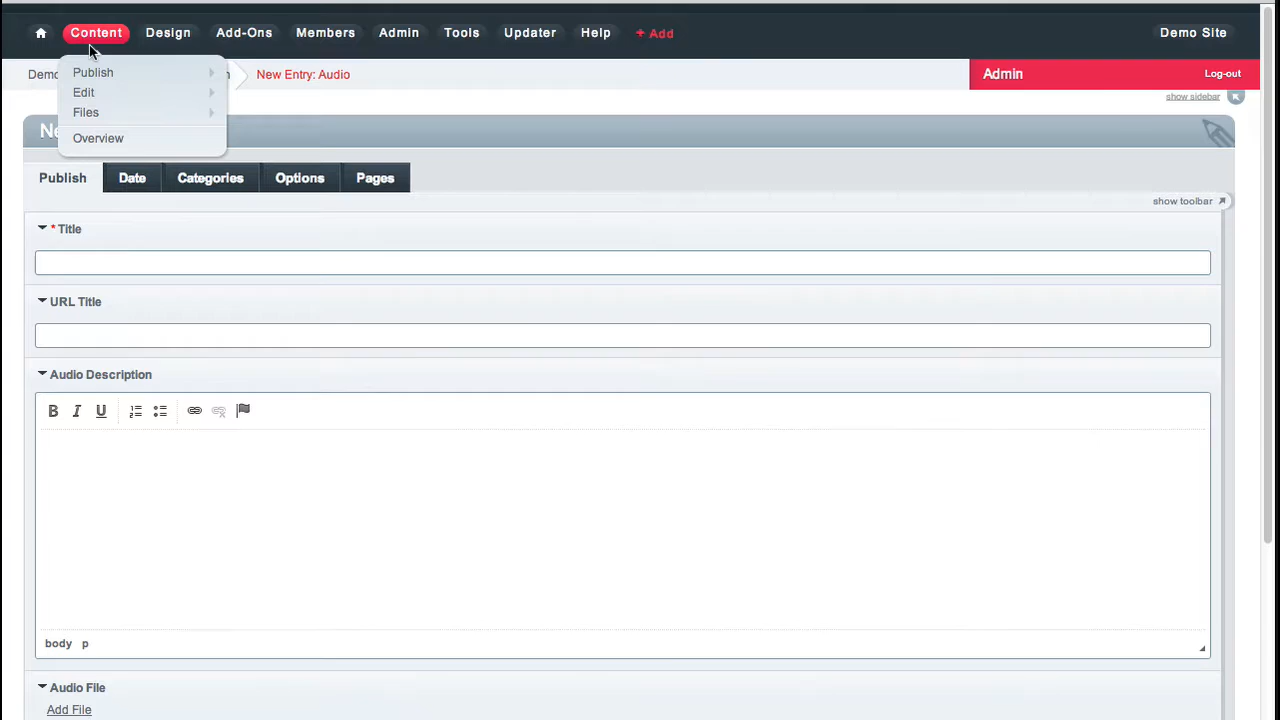 Content Design Add-Ons Members Admin Tools Updater Help + Add Demo Site
Demo New Entry: Audio Admin Log-out
Publish
Edit
Files
Overview
show sidebar
Publish Date Categories Options Pages
show toolbar
* Title
URL Title
Audio Description
B I U
body p
Audio File
Add File